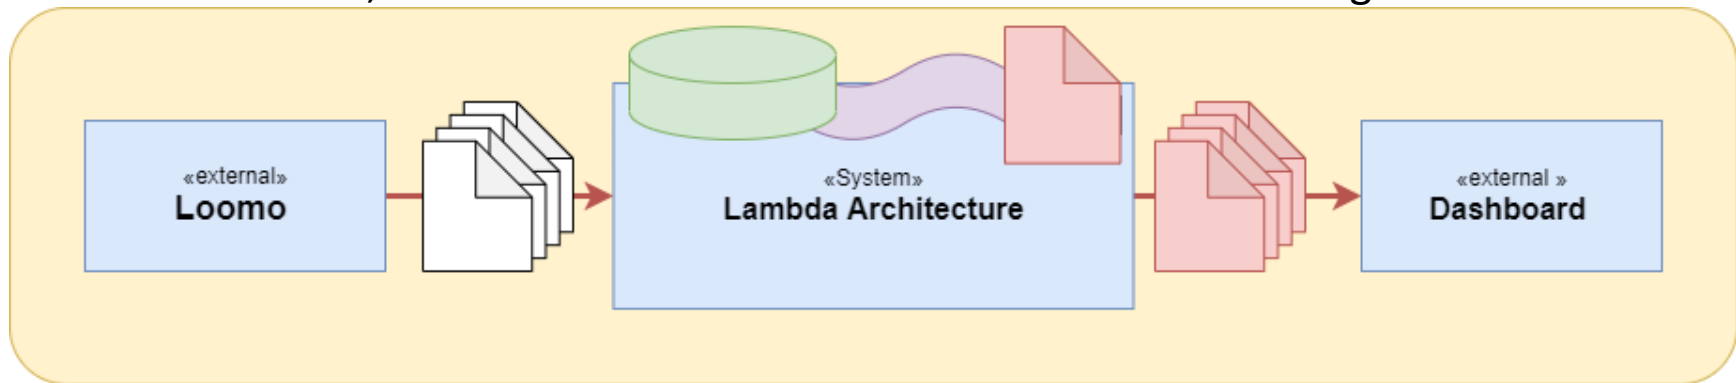 «external»
Loomo
«System»
Lambda Architecture
«external »
Dashboard